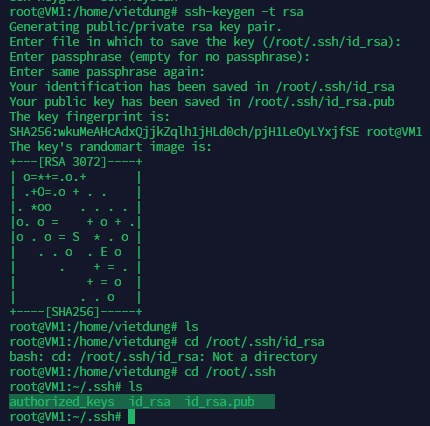 root@VM1:/home/vietdung# ssh-keygen -t rsa
Generating public/private rsa key pair.
Enter file in which to save the key (/root/.ssh/id_rsa):
Enter passphrase (empty for no passphrase):
Enter same passphrase again:
Your identification has been saved in /root/.ssh/id_rsa
Your public key has been saved in /root/.ssh/id_rsa.pub
The key fingerprint is:
SHA256:wkuMeAHcAdxQjjkZqlh1jHLd0ch/pjH1LeOyLYxjfSE root@VM1
The key's randomart image is:
+---[RSA 3072]----+
| o=*+=.o.+       |
| .+O=.o + . .    |
|. *oo    . . . . |
|o. o =    + o + .|
|o . o = S  * . o |
|   . . o  . E o  |
|      .    + = . |
|          + = o  |
|         . . o   |
+----[SHA256]-----+
root@VM1:/home/vietdung# ls
root@VM1:/home/vietdung# cd /root/.ssh/id_rsa
bash: cd: /root/.ssh/id_rsa: Not a directory
root@VM1:/home/vietdung# cd /root/.ssh
root@VM1:~/.ssh# ls
authorized_keys  id_rsa  id_rsa.pub
root@VM1:~/.ssh#